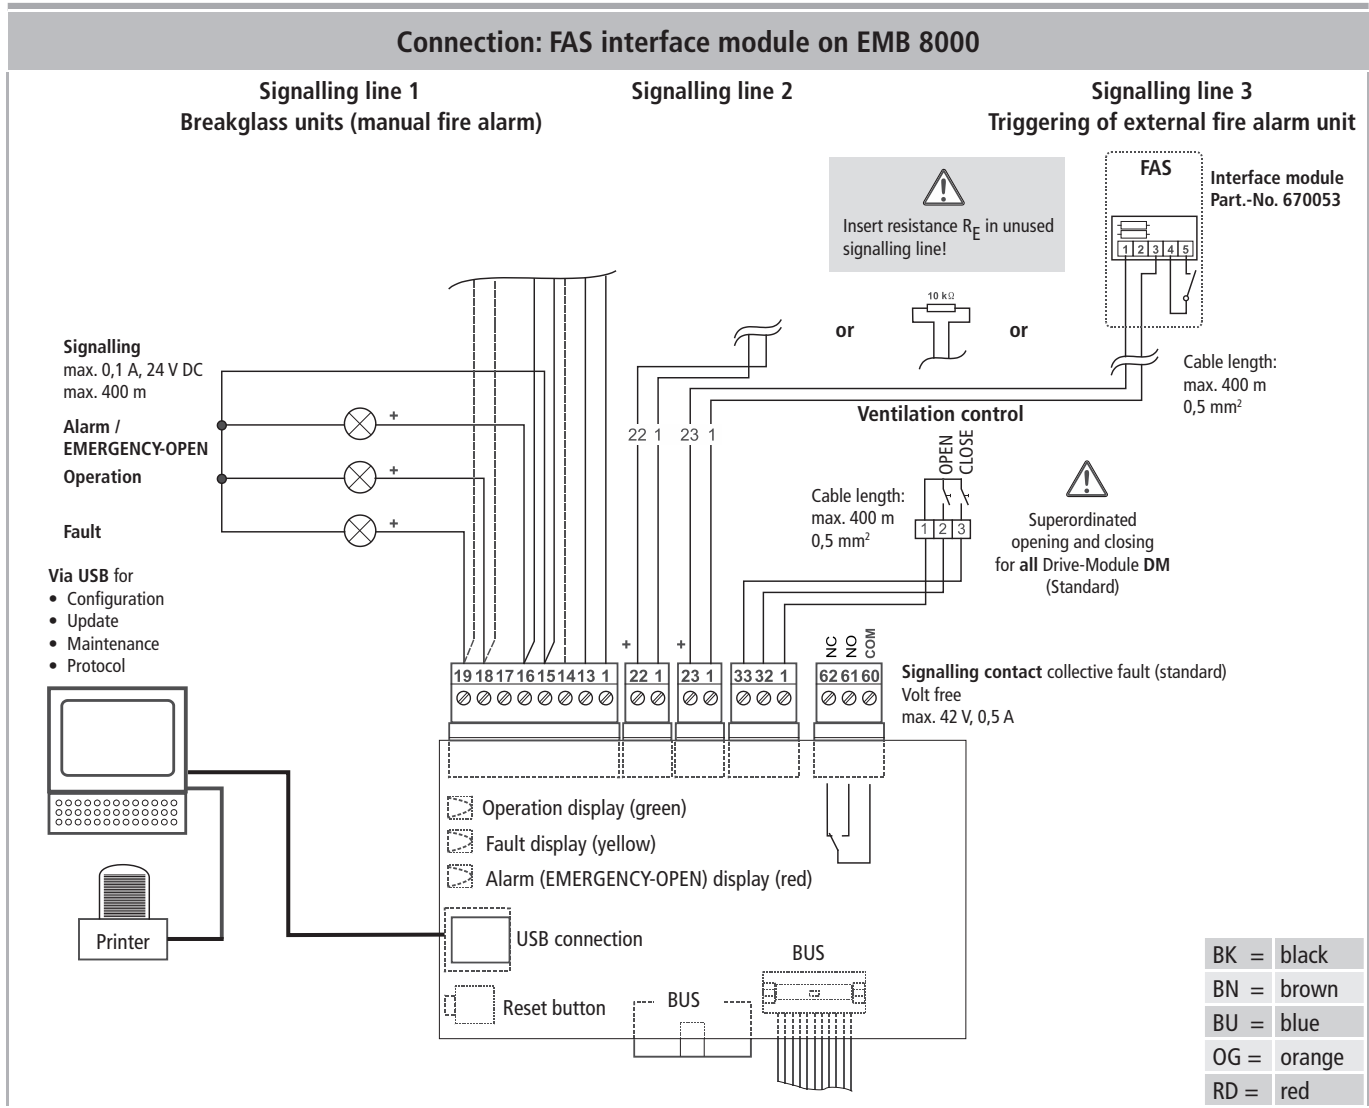 Connection: FAS interface module on EMB 8000
Signalling line 1
Breakglass units (manual fire alarm)
Signalling line 2
Signalling line 3
Triggering of external fire alarm unit
FAS
Interface module
Part.-No. 670053
1 2 3 4 5
Insert resistance RE in unused
signalling line!
10 kΩ
or
or
Cable length:
max. 400 m
0,5 mm²
Signalling
max. 0,1 A, 24 V DC
max. 400 m
Alarm /
EMERGENCY-OPEN
+
Operation
+
Fault
+
22 1 23 1
Ventilation control
OPEN
CLOSE
Cable length:
max. 400 m
0,5 mm²
1 2 3
Superordinated
opening and closing
for all Drive-Module DM
(Standard)
Via USB for
• Configuration
• Update
• Maintenance
• Protocol
+ +
NC
NO
COM
19 18 17 16 15 14 13 1
22 1
23 1
33 32 1
62 61 60
Signalling contact collective fault (standard)
Volt free
max. 42 V, 0,5 A
Operation display (green)
Fault display (yellow)
Alarm (EMERGENCY-OPEN) display (red)
USB connection
Printer
Reset button
BUS
BUS
BK = black
BN = brown
BU = blue
OG = orange
RD = red